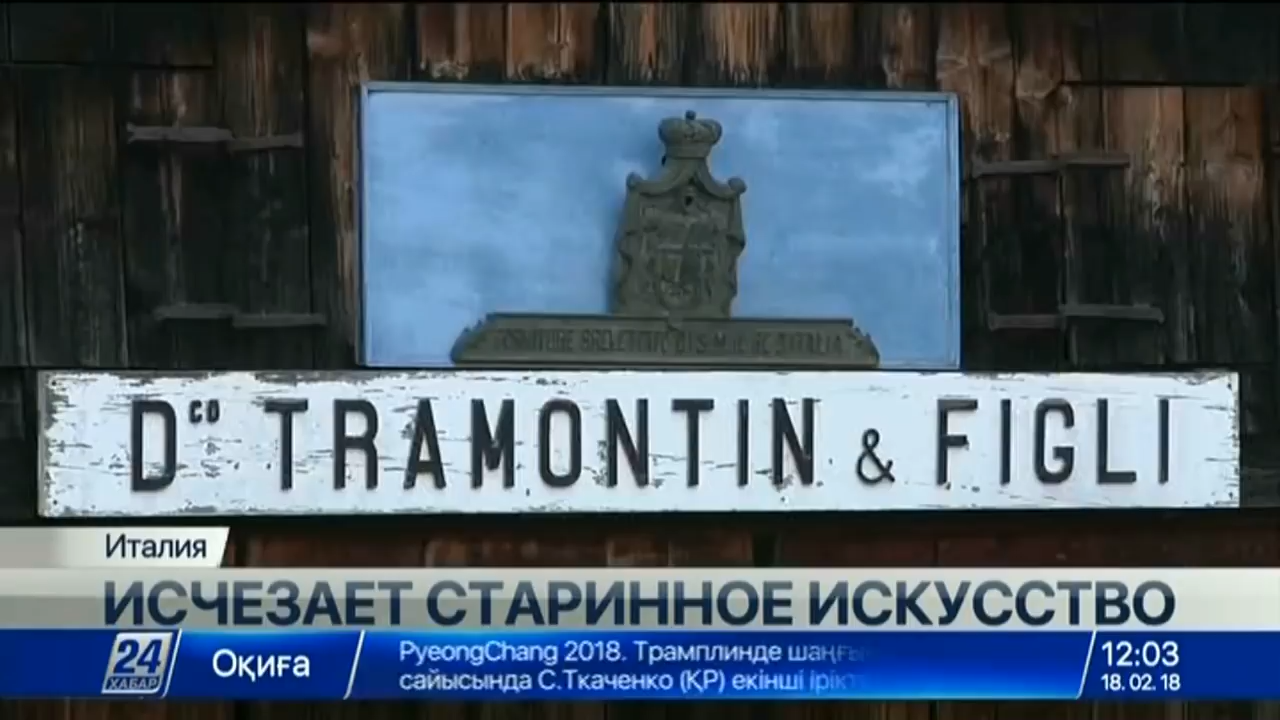 DCO TRAMONTIN & FIGLI
Италия
ИСЧЕЗАЕТ СТАРИННОЕ ИСКУССТВО
24
ХАБАР
Оқиға
PyeongChang 2018. Трамплинде
сайысында С.Ткаченко (ҚР) екінші
12:03
18. 02. 18